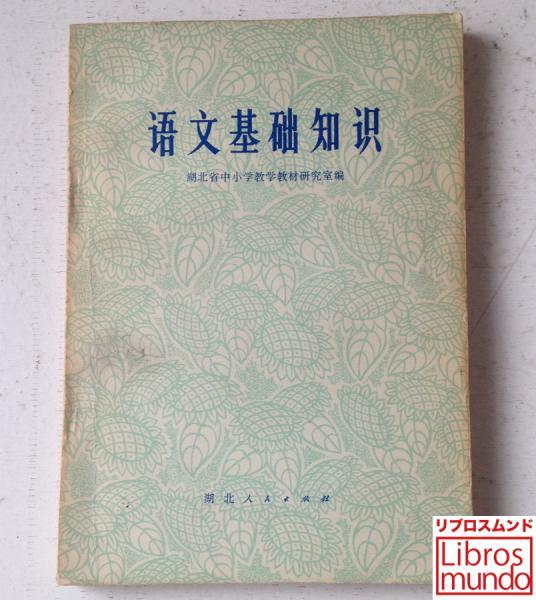 语文基础知识
湖北省中小学教学教材研究室编
湖北人民出版社
リブロスムンド
Libros
mundo